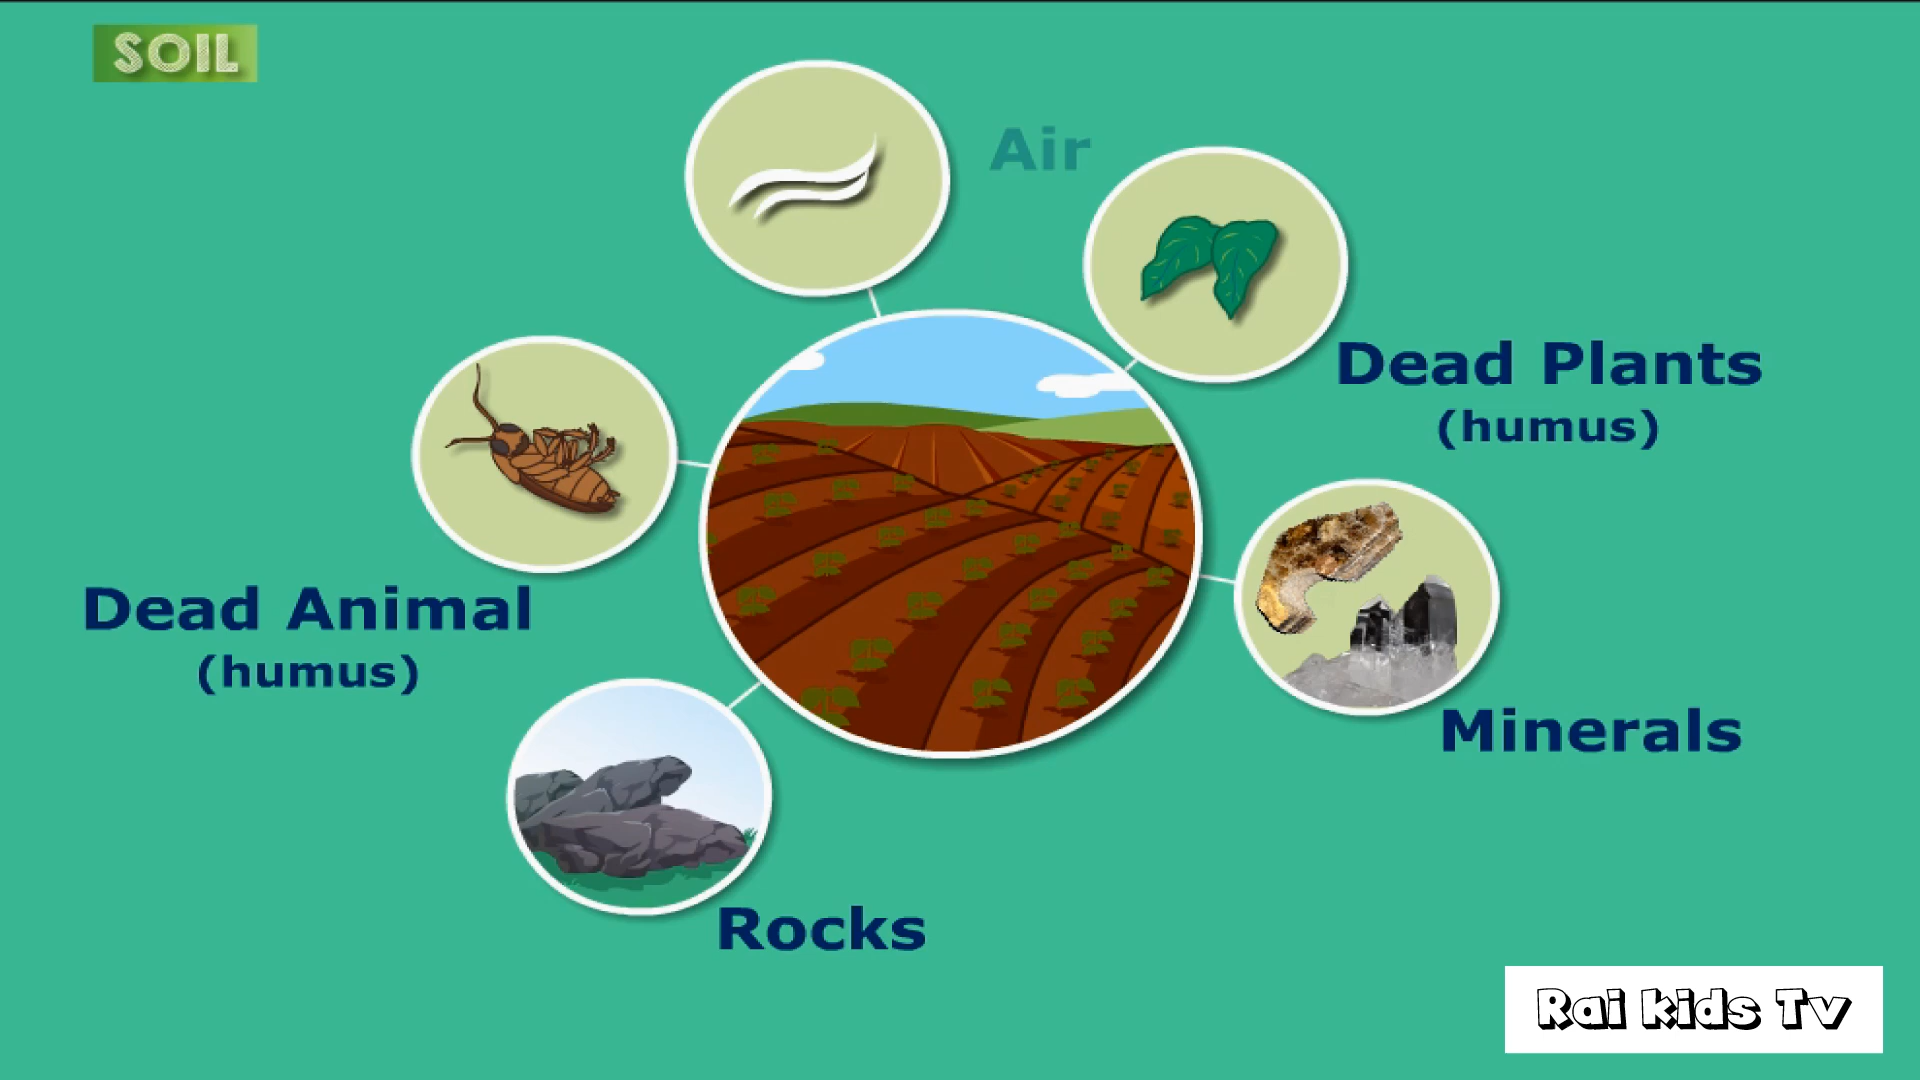 SOIL
Air
Dead Plants
(humus)
Dead Animal
(humus)
Minerals
Rocks
Rai Kids Tv